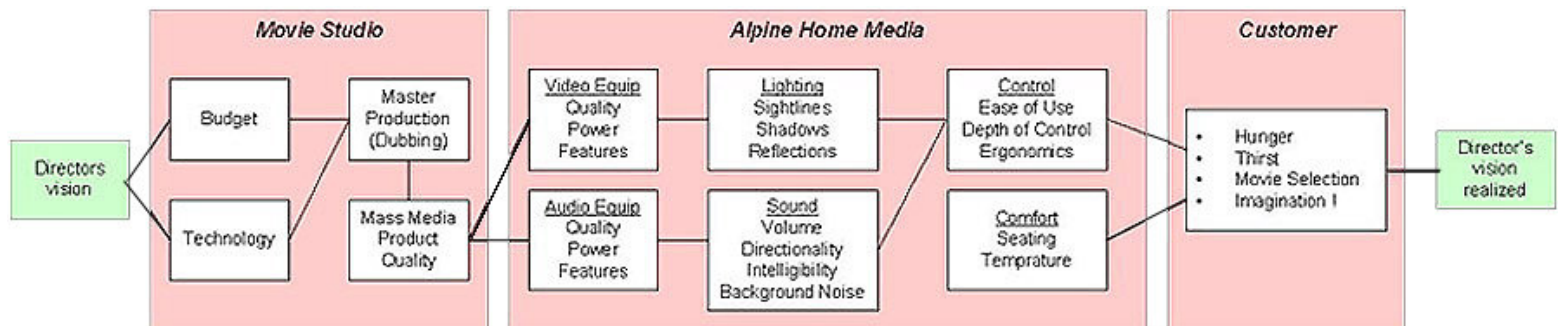 Movie Studio
Alpine Home Media
Customer
Directors
vision
Budget
Technology
Master
Production
(Dubbing)
Mass Media
Product
Quality
Video Equip
Quality
Power
Features
Audio Equip
Quality
Power
Features
Lighting
Sightlines
Shadows
Reflections
Sound
Volume
Directionality
Intelligibility
Background Noise
Control
Ease of Use
Depth of Control
Ergonomics
Comfort
Seating
Temprature
• Hunger
• Thirst
• Movie Selection
• Imagination !
Director's
vision
realized